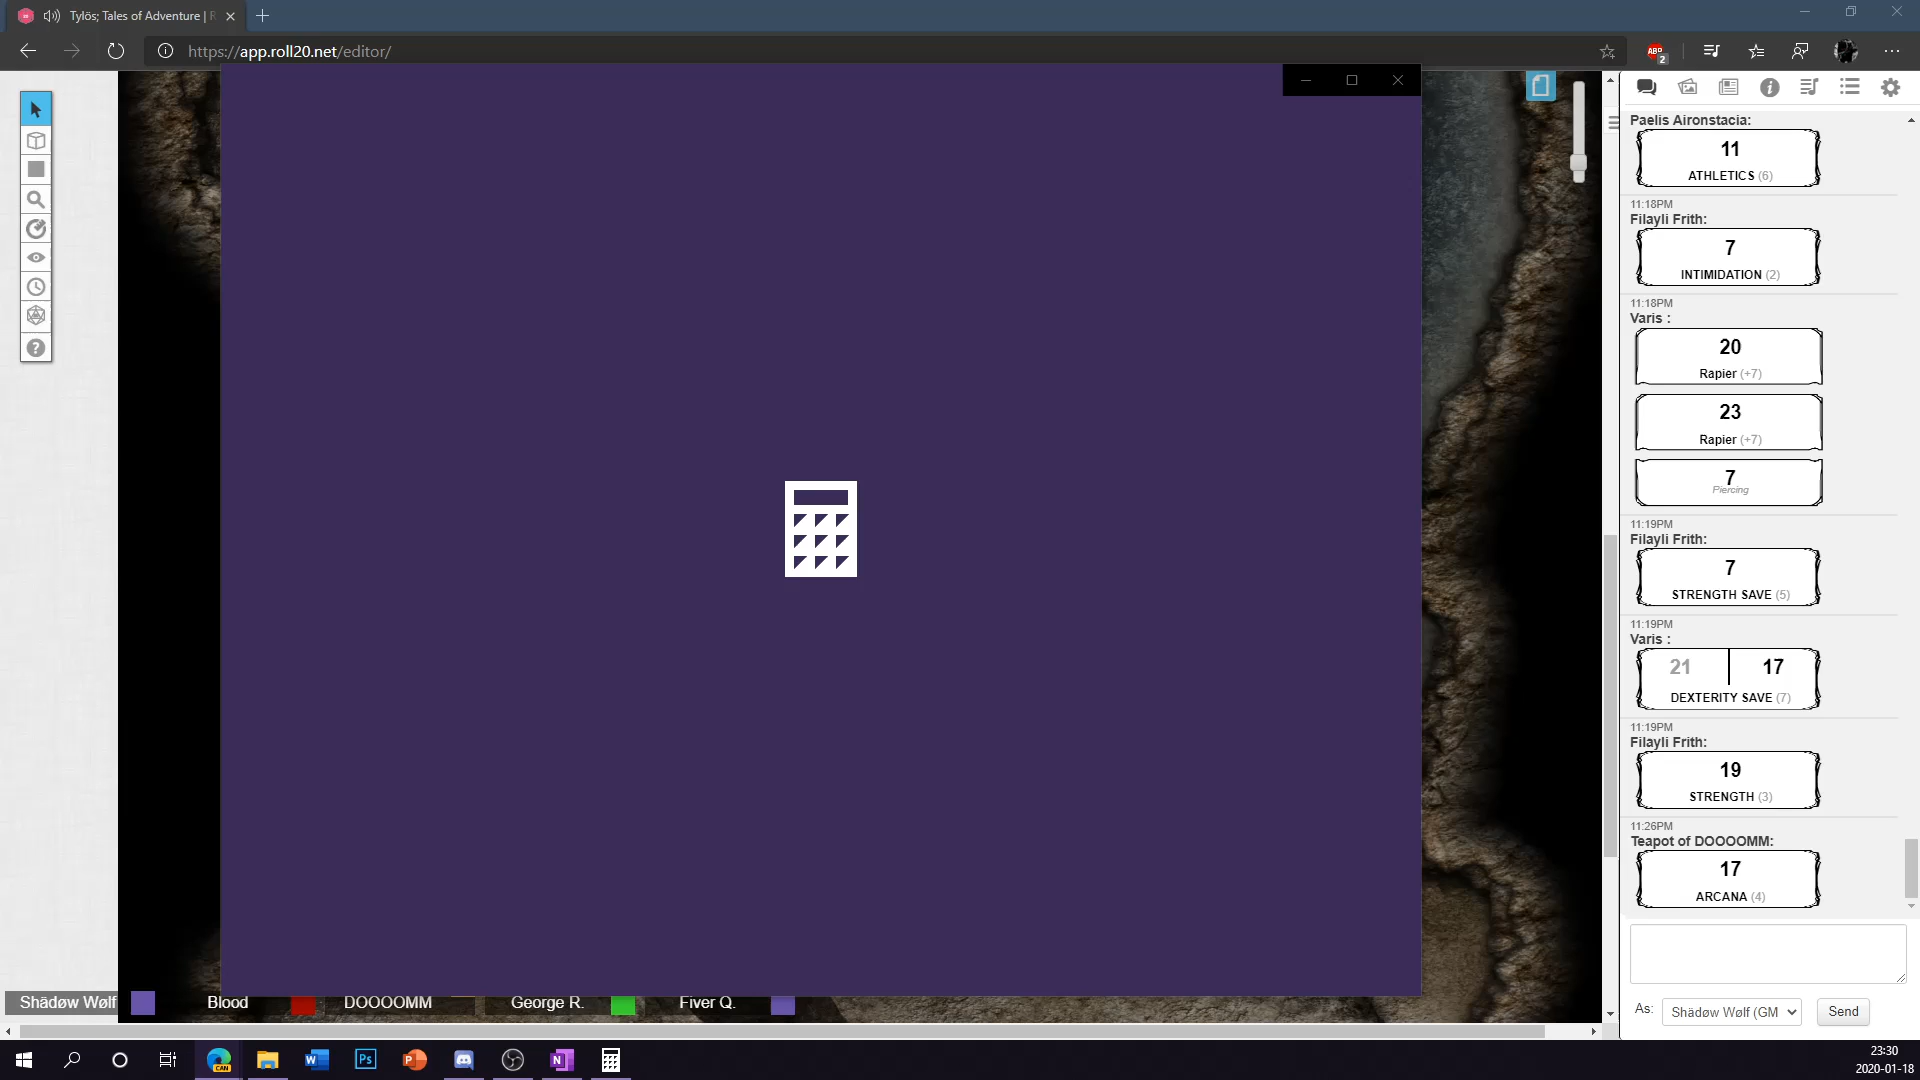 Tylös; Tales of Adventure | R
https://app.roll20.net/editor/
ABP
2
Paelis Aironstacia:
11
ATHLETICS (6)
11:18PM
Filayli Frith:
7
INTIMIDATION (2)
11:18PM
Varis :
20
Rapier (+7)
23
Rapier (+7)
7
Piercing
11:19PM
Filayli Frith:
7
STRENGTH SAVE (5)
11:19PM
Varis :
21 17
DEXTERITY SAVE (7)
11:19PM
Filayli Frith:
19
STRENGTH (3)
11:26PM
Teapot of DOOOOMM:
17
ARCANA (4)
Shädøw Wølf
Blood
DOOOOMM
George R.
Fiver Q.
As: Shädøw Wølf (GM
Send
CAN
W
Ps
P
N
23:30
2020-01-18